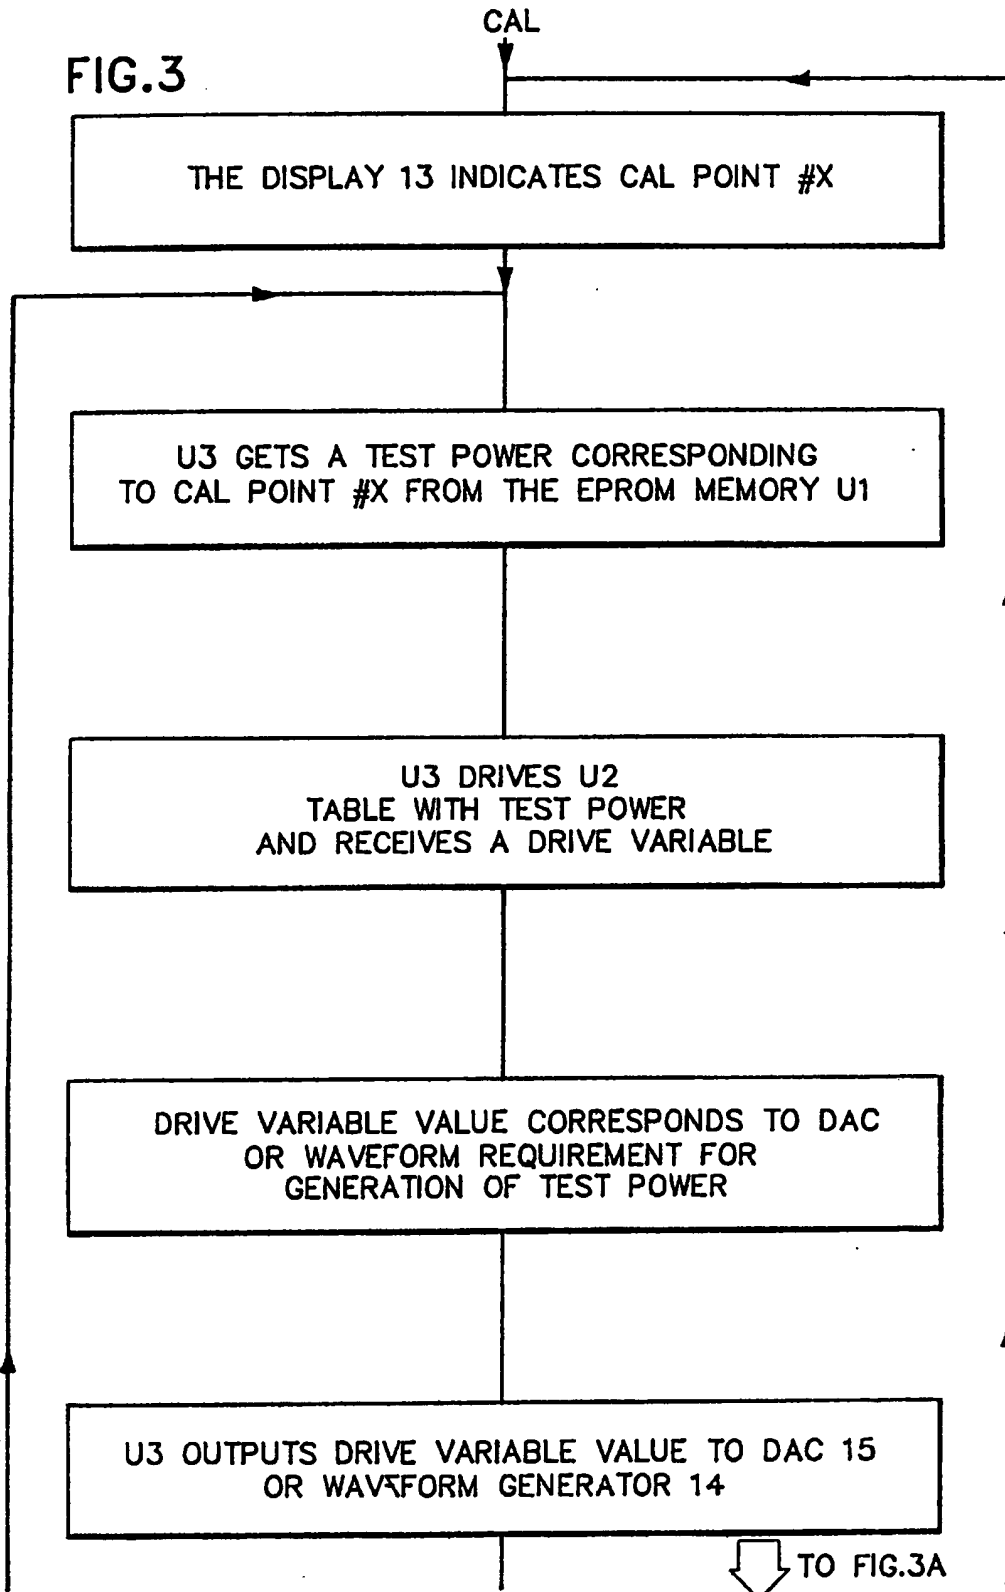 CAL
FIG.3
THE DISPLAY 13 INDICATES CAL POINT #X
U3 GETS A TEST POWER CORRESPONDING
TO CAL POINT #X FROM THE EPROM MEMORY U1
U3 DRIVES U2
TABLE WITH TEST POWER
AND RECEIVES A DRIVE VARIABLE
DRIVE VARIABLE VALUE CORRESPONDS TO DAC
OR WAVEFORM REQUIREMENT FOR
GENERATION OF TEST POWER
U3 OUTPUTS DRIVE VARIABLE VALUE TO DAC 15
OR WAVEFORM GENERATOR 14
TO FIG.3A